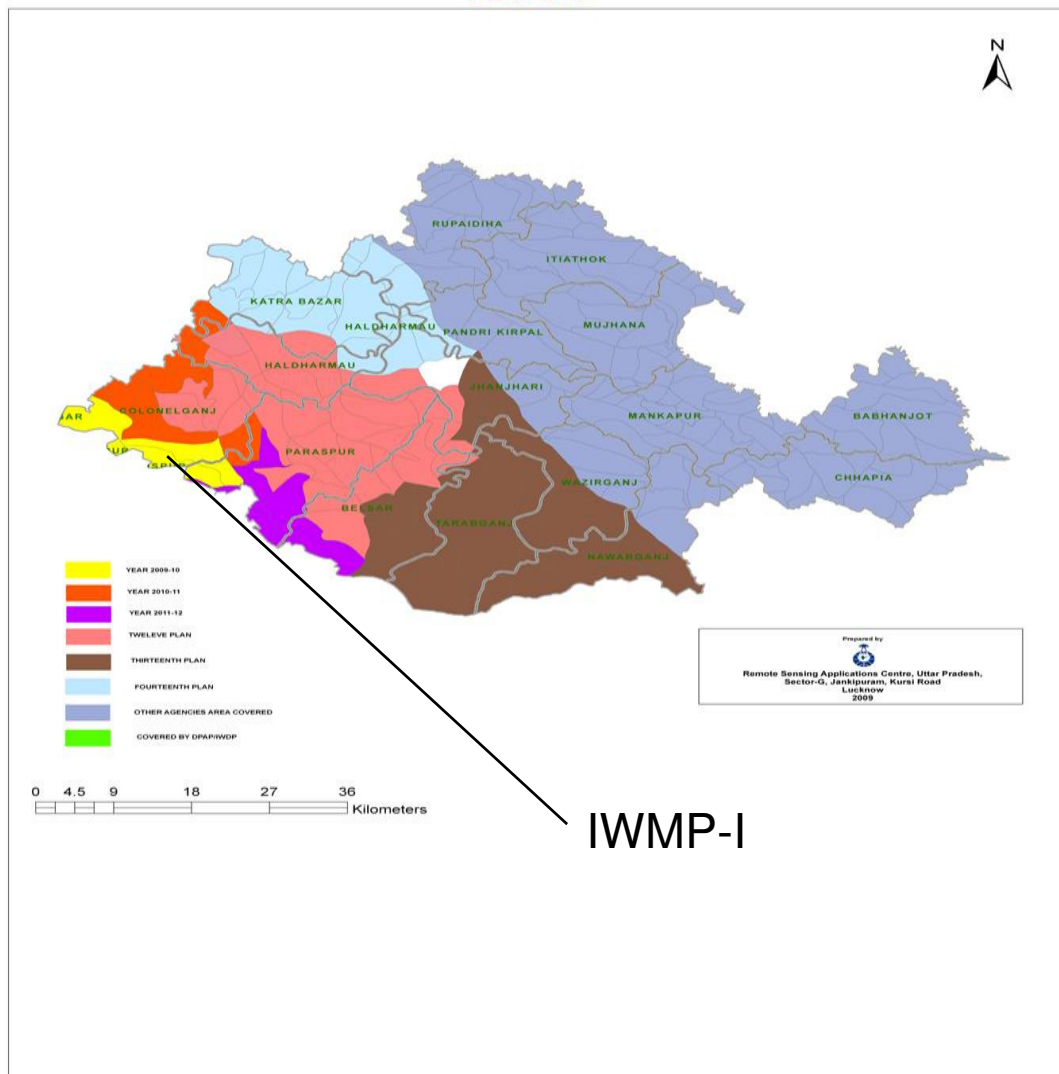 N
RUPAIDIHA
ITIATHOK
KATRA BAZAR
HALDHARMAU
PANDRI KIRPAL
MUJHANA
HALDHARMAU
JHANJHARI
COLONELGANJ
MANKAPUR
BABHANJOT
PARASPUR
CHHAPIA
WAZIRGANJ
BELSAR
TARABGANJ
NAWABGANJ
YEAR 2009-10
YEAR 2010-11
YEAR 2011-12
TWELEVE PLAN
THIRTEENTH PLAN
FOURTEENTH PLAN
OTHER AGENCIES AREA COVERED
COVERED BY DPAP/IWDP
Prepared by
Remote Sensing Applications Centre, Uttar Pradesh,
Sector-G, Jankipuram, Kursi Road
Lucknow
2009
0 4.5 9 18 27 36
Kilometers
IWMP-I